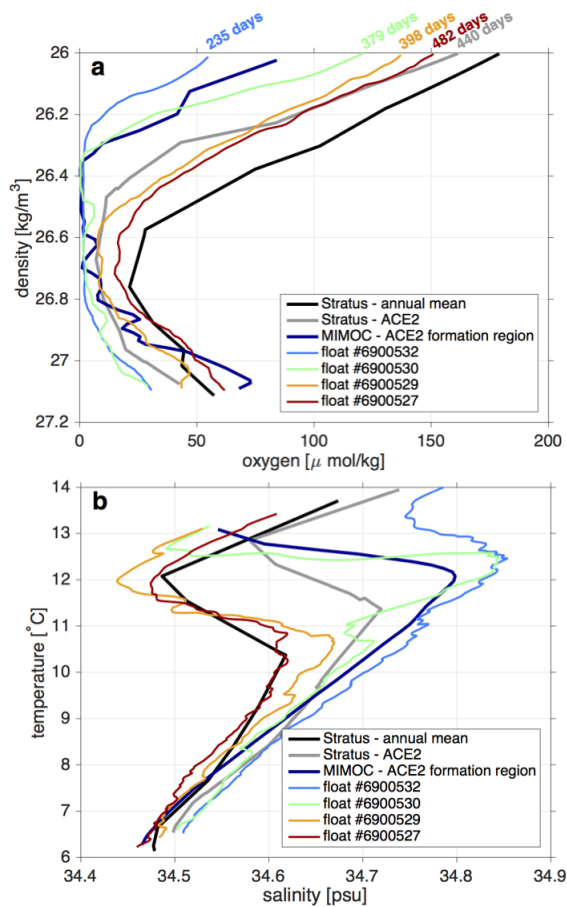 235 days
379 days
398 days
482 days
440 days
a
26
26.2
26.4
26.6
26.8
27
27.2
density [kg/m³]
Stratus - annual mean
Stratus - ACE2
MIMOC - ACE2 formation region
float #6900532
float #6900530
float #6900529
float #6900527
0 50 100 150 200
oxygen [μ mol/kg]
b
14
13
12
11
10
9
8
7
6
temperature [°C]
Stratus - annual mean
Stratus - ACE2
MIMOC - ACE2 formation region
float #6900532
float #6900530
float #6900529
float #6900527
34.4 34.5 34.6 34.7 34.8 34.9
salinity [psu]